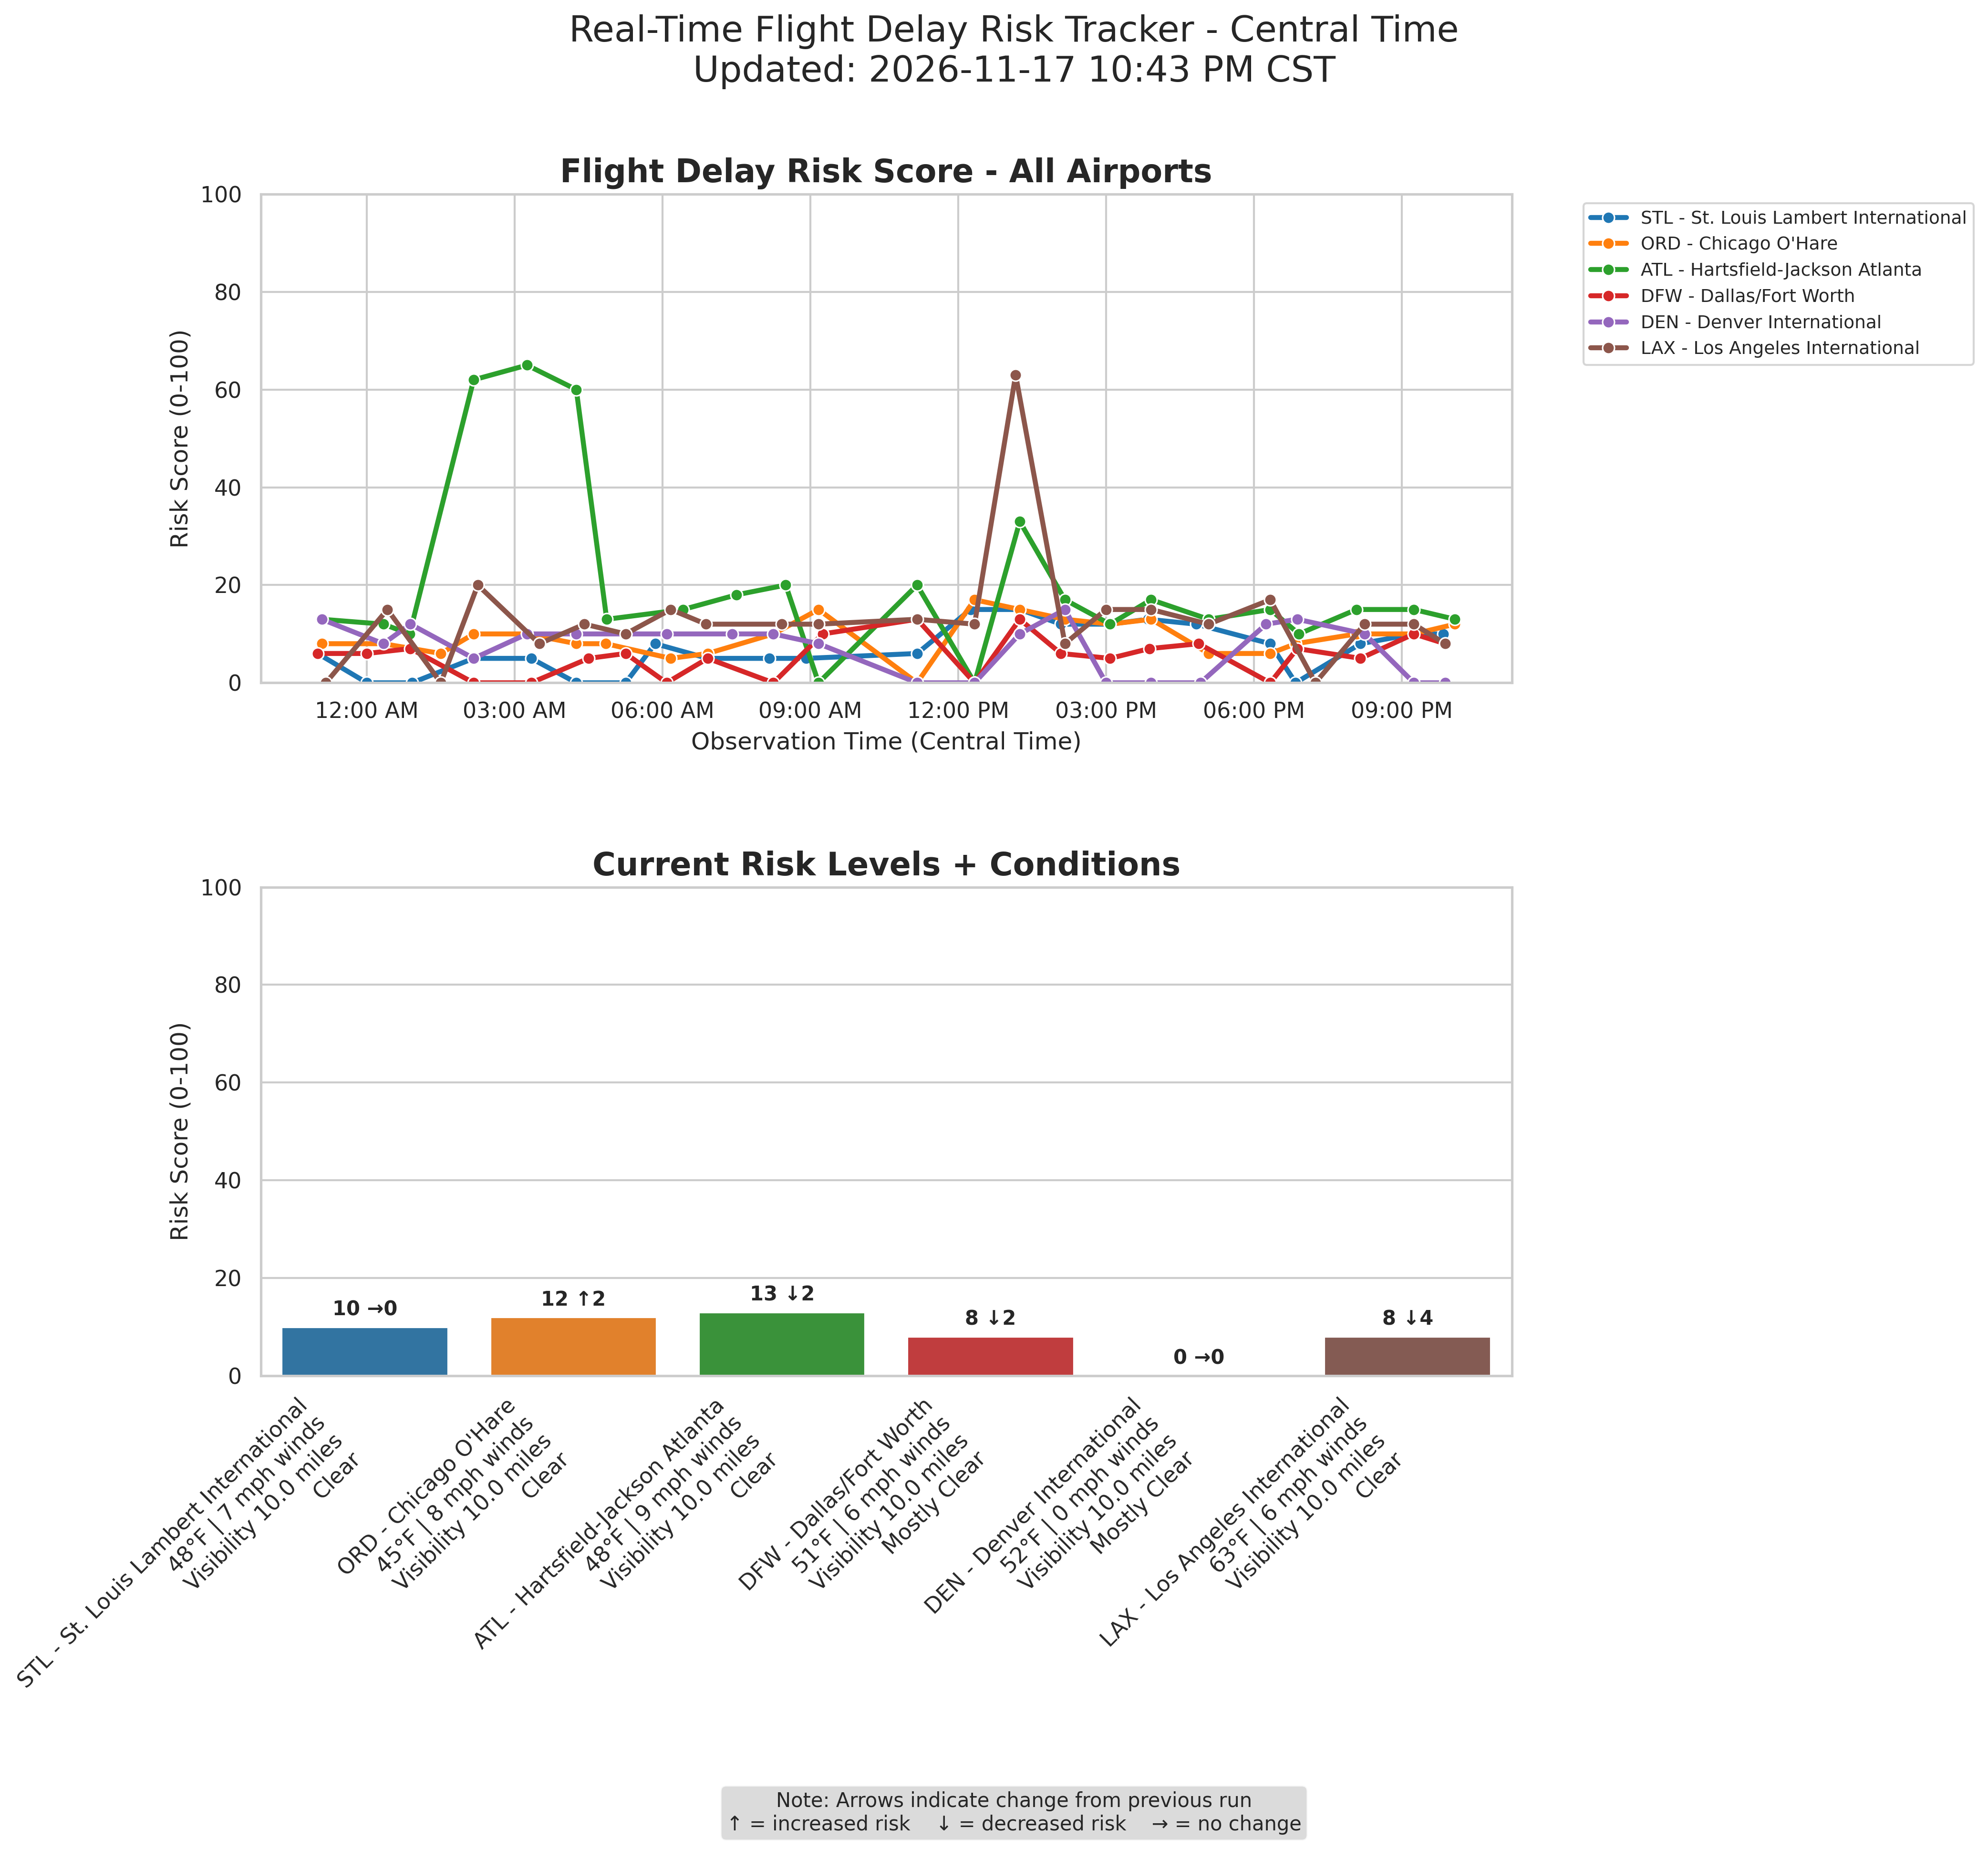 Real-Time Flight Delay Risk Tracker - Central Time
Updated: 2026-11-17 10:43 PM CST
Flight Delay Risk Score - All Airports
100
80
60
40
20
0
Risk Score (0-100)
12:00 AM
03:00 AM
06:00 AM
09:00 AM
12:00 PM
03:00 PM
06:00 PM
09:00 PM
Observation Time (Central Time)
STL - St. Louis Lambert International
ORD - Chicago O'Hare
ATL - Hartsfield-Jackson Atlanta
DFW - Dallas/Fort Worth
DEN - Denver International
LAX - Los Angeles International
Current Risk Levels + Conditions
100
80
60
40
20
0
Risk Score (0-100)
10 →0
12 ↑2
13 ↓2
8 ↓2
0 →0
8 ↓4
STL - St. Louis Lambert International
48°F | 7 mph winds
Visibility 10.0 miles
Clear
ORD - Chicago O'Hare
45°F | 8 mph winds
Visibility 10.0 miles
Clear
ATL - Hartsfield-Jackson Atlanta
48°F | 9 mph winds
Visibility 10.0 miles
Clear
DFW - Dallas/Fort Worth
51°F | 6 mph winds
Visibility 10.0 miles
Mostly Clear
DEN - Denver International
52°F | 0 mph winds
Visibility 10.0 miles
Mostly Clear
LAX - Los Angeles International
63°F | 6 mph winds
Visibility 10.0 miles
Clear
Note: Arrows indicate change from previous run
↑ = increased risk ↓ = decreased risk → = no change